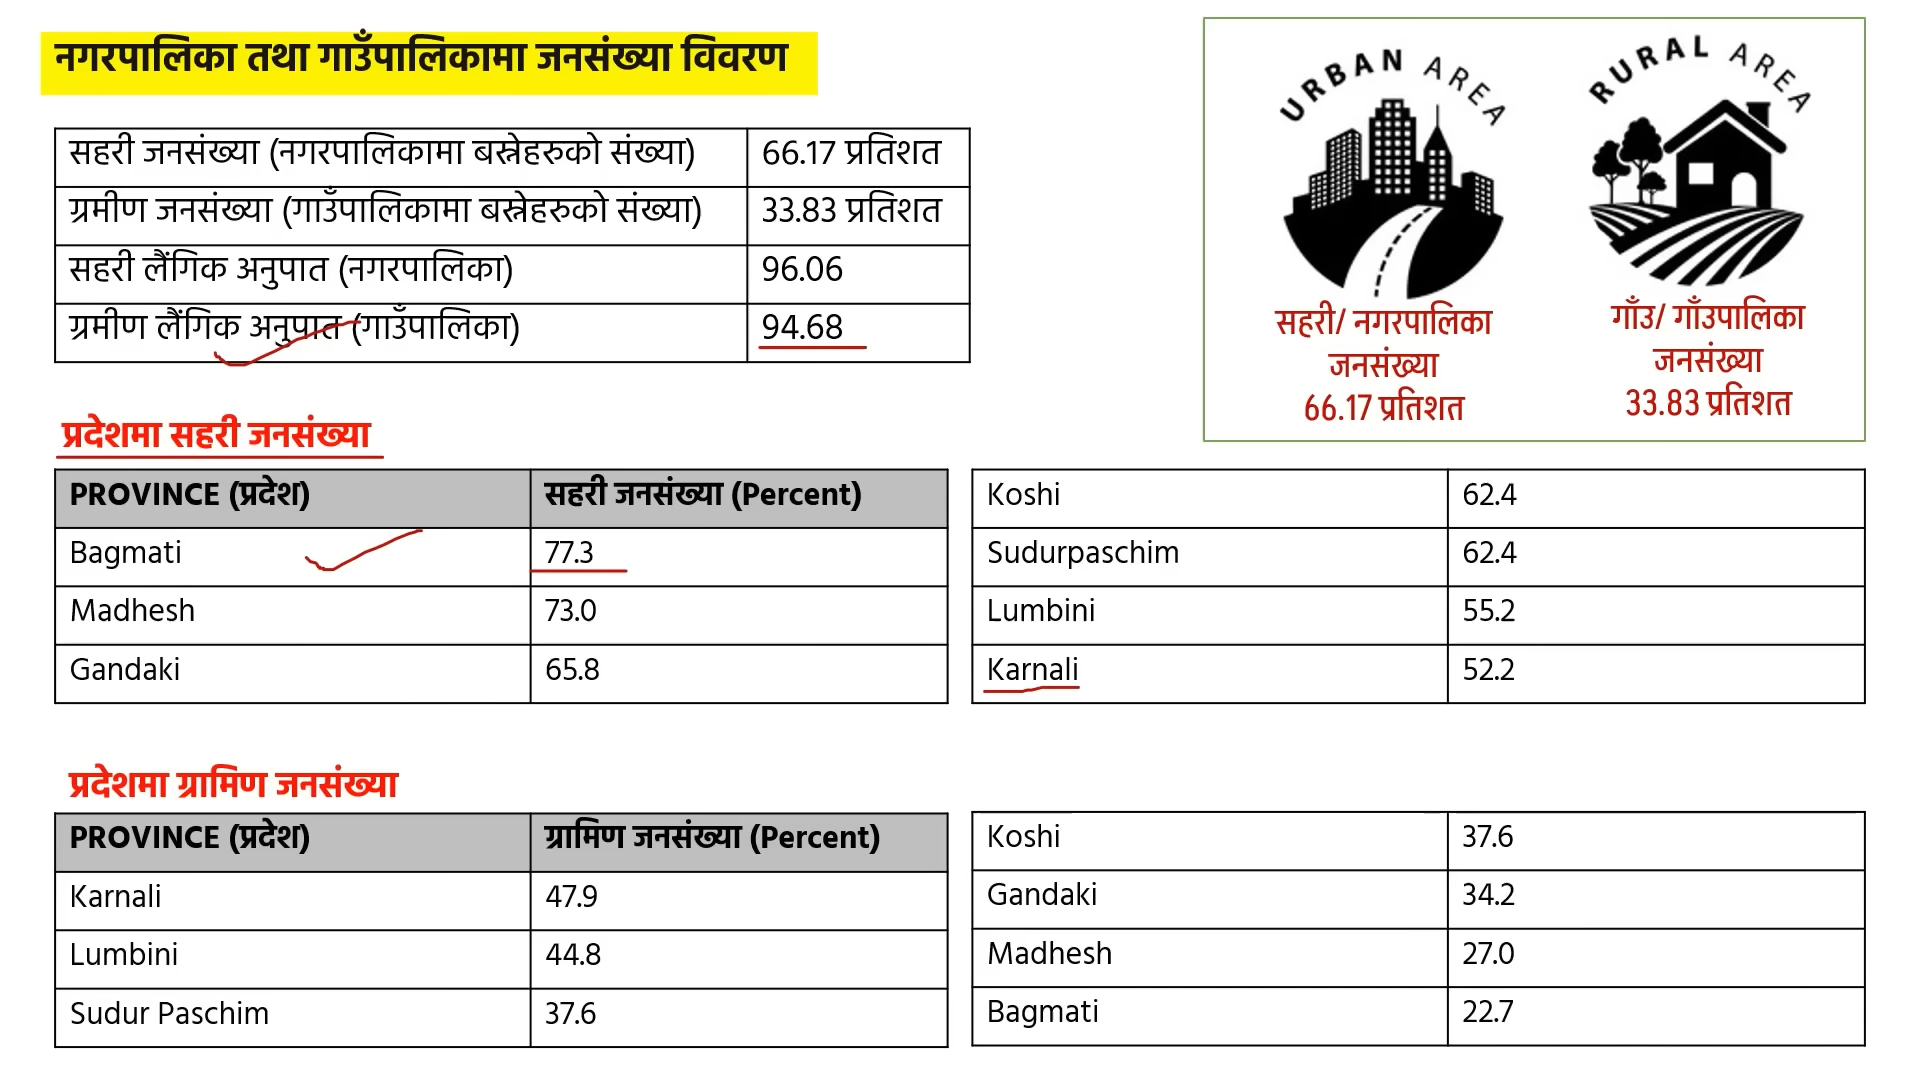 नगरपालिका तथा गाउँपालिकामा जनसंख्या विवरण
सहरी जनसंख्या (नगरपालिकामा बस्नेहरुको संख्या) 66.17 प्रतिशत
ग्रमीण जनसंख्या (गाउँपालिकामा बस्नेहरुको संख्या) 33.83 प्रतिशत
सहरी लैंगिक अनुपात (नगरपालिका) 96.06
ग्रमीण लैंगिक अनुपात (गाउँपालिका) 94.68
URBAN AREA
सहरी/ नगरपालिका
जनसंख्या
66.17 प्रतिशत
RURAL AREA
गाँउ/ गाँउपालिका
जनसंख्या
33.83 प्रतिशत
प्रदेशमा सहरी जनसंख्या
PROVINCE (प्रदेश) सहरी जनसंख्या (Percent)
Bagmati 77.3
Madhesh 73.0
Gandaki 65.8
Koshi 62.4
Sudurpaschim 62.4
Lumbini 55.2
Karnali 52.2
प्रदेशमा ग्रामिण जनसंख्या
PROVINCE (प्रदेश) ग्रामिण जनसंख्या (Percent)
Karnali 47.9
Lumbini 44.8
Sudur Paschim 37.6
Koshi 37.6
Gandaki 34.2
Madhesh 27.0
Bagmati 22.7